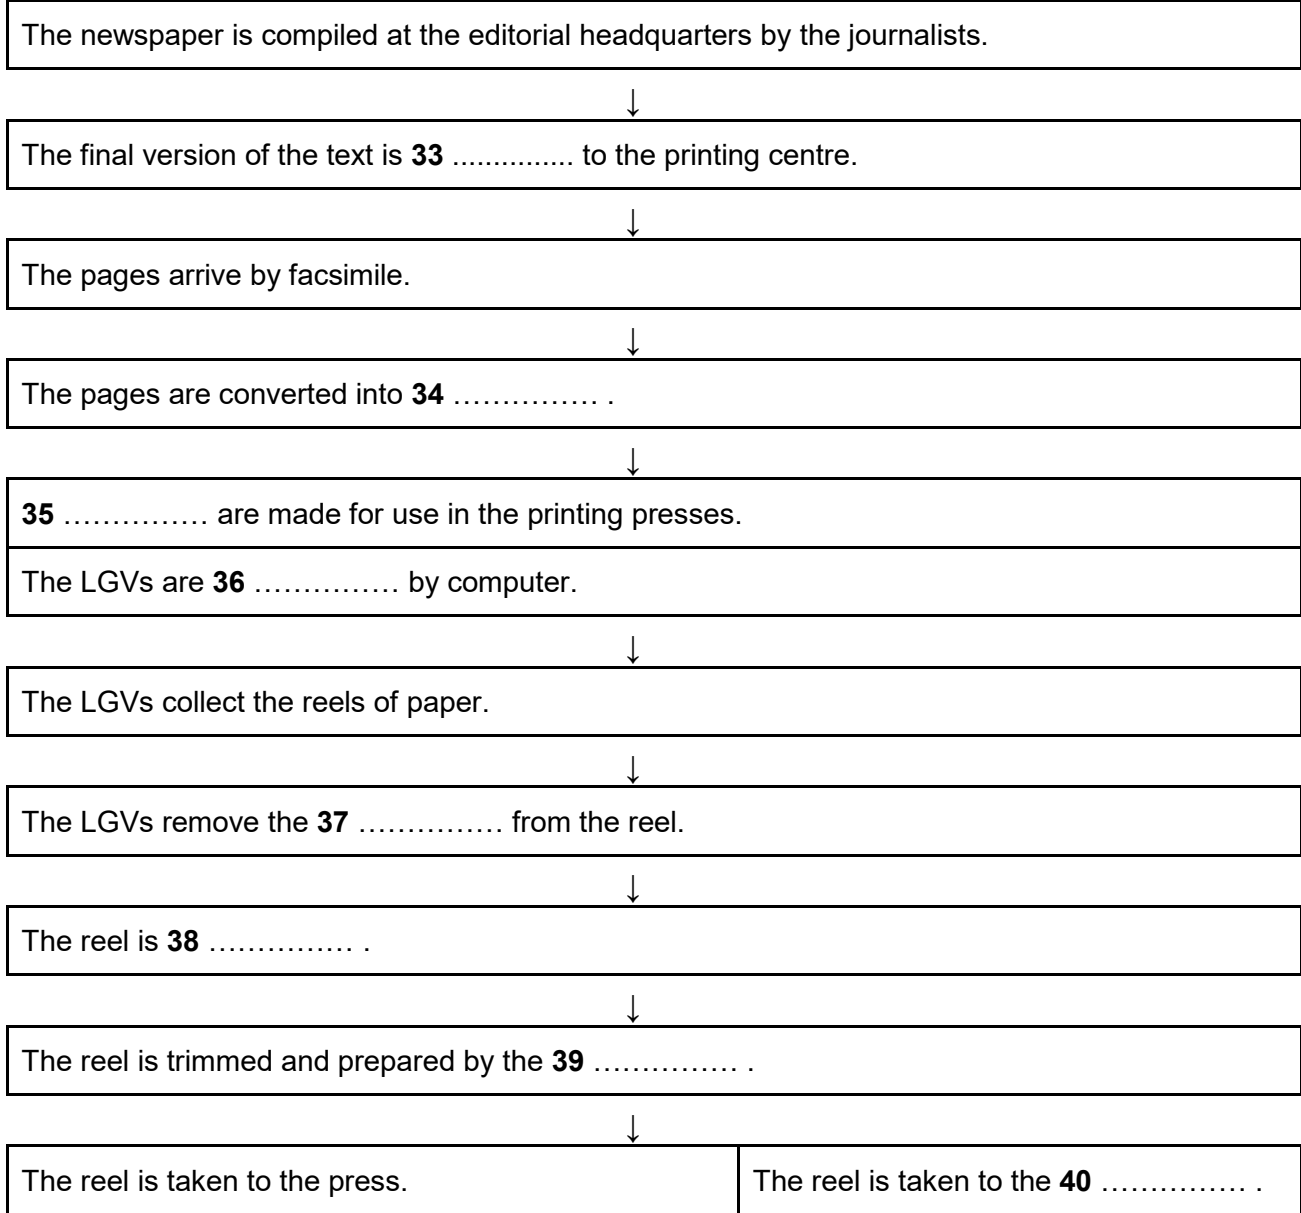 The newspaper is compiled at the editorial headquarters by the journalists.
↓
The final version of the text is 33 ............... to the printing centre.
↓
The pages arrive by facsimile.
↓
The pages are converted into 34 …………… .
↓
35 …………… are made for use in the printing presses.
The LGVs are 36 …………… by computer.
↓
The LGVs collect the reels of paper.
↓
The LGVs remove the 37 …………… from the reel.
↓
The reel is 38 …………… .
↓
The reel is trimmed and prepared by the 39 …………… .
↓
The reel is taken to the press.
The reel is taken to the 40 …………… .